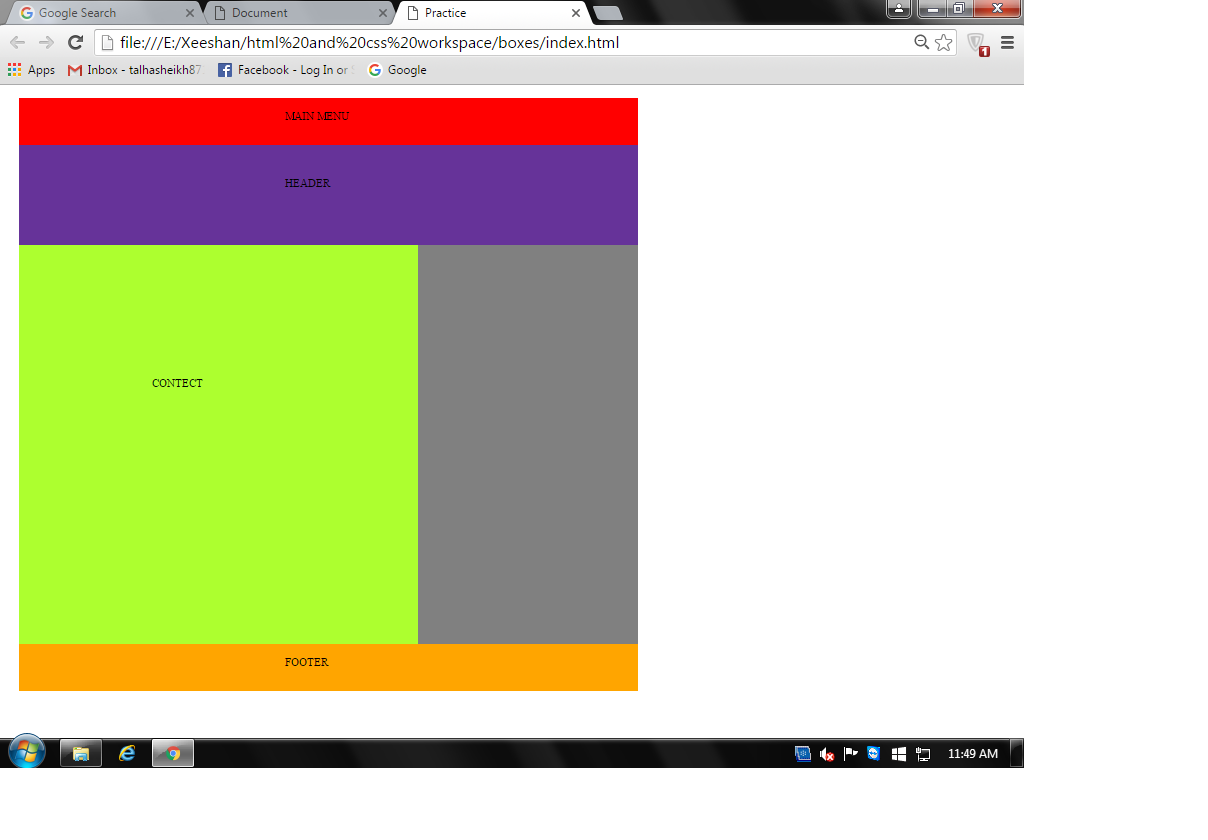 Google Search
Document
Practice
file:///E:/Xeeshan/html%20and%20css%20workspace/boxes/index.html
1
Apps
Inbox - talhasheikh87
Facebook - Log In or
Google
MAIN MENU
HEADER
CONTECT
FOOTER
11:49 AM